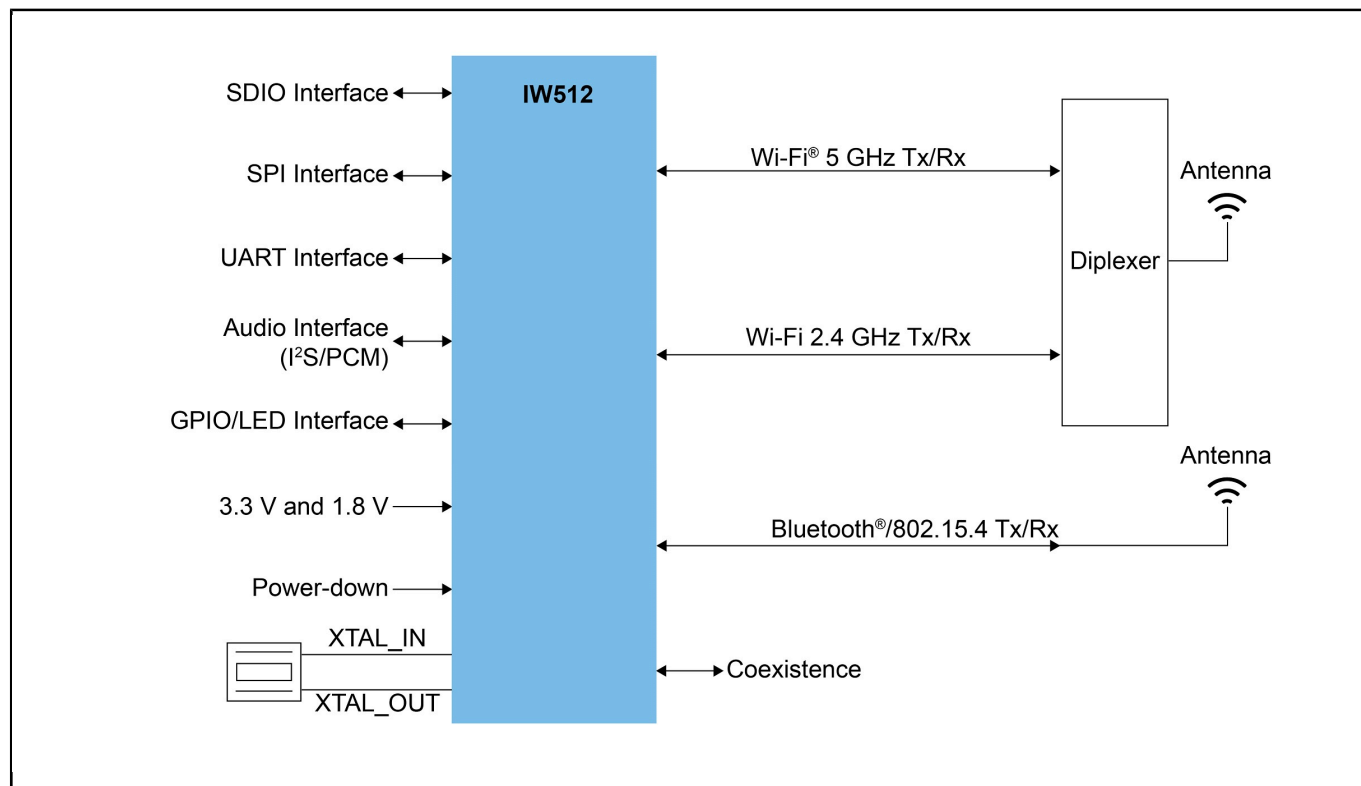 IW512
SDIO Interface
SPI Interface
UART Interface
Audio Interface
(I²S/PCM)
GPIO/LED Interface
3.3 V and 1.8 V
Power-down
XTAL_IN
XTAL_OUT
Wi-Fi® 5 GHz Tx/Rx
Wi-Fi 2.4 GHz Tx/Rx
Bluetooth®/802.15.4 Tx/Rx
Coexistence
Diplexer
Antenna
Antenna